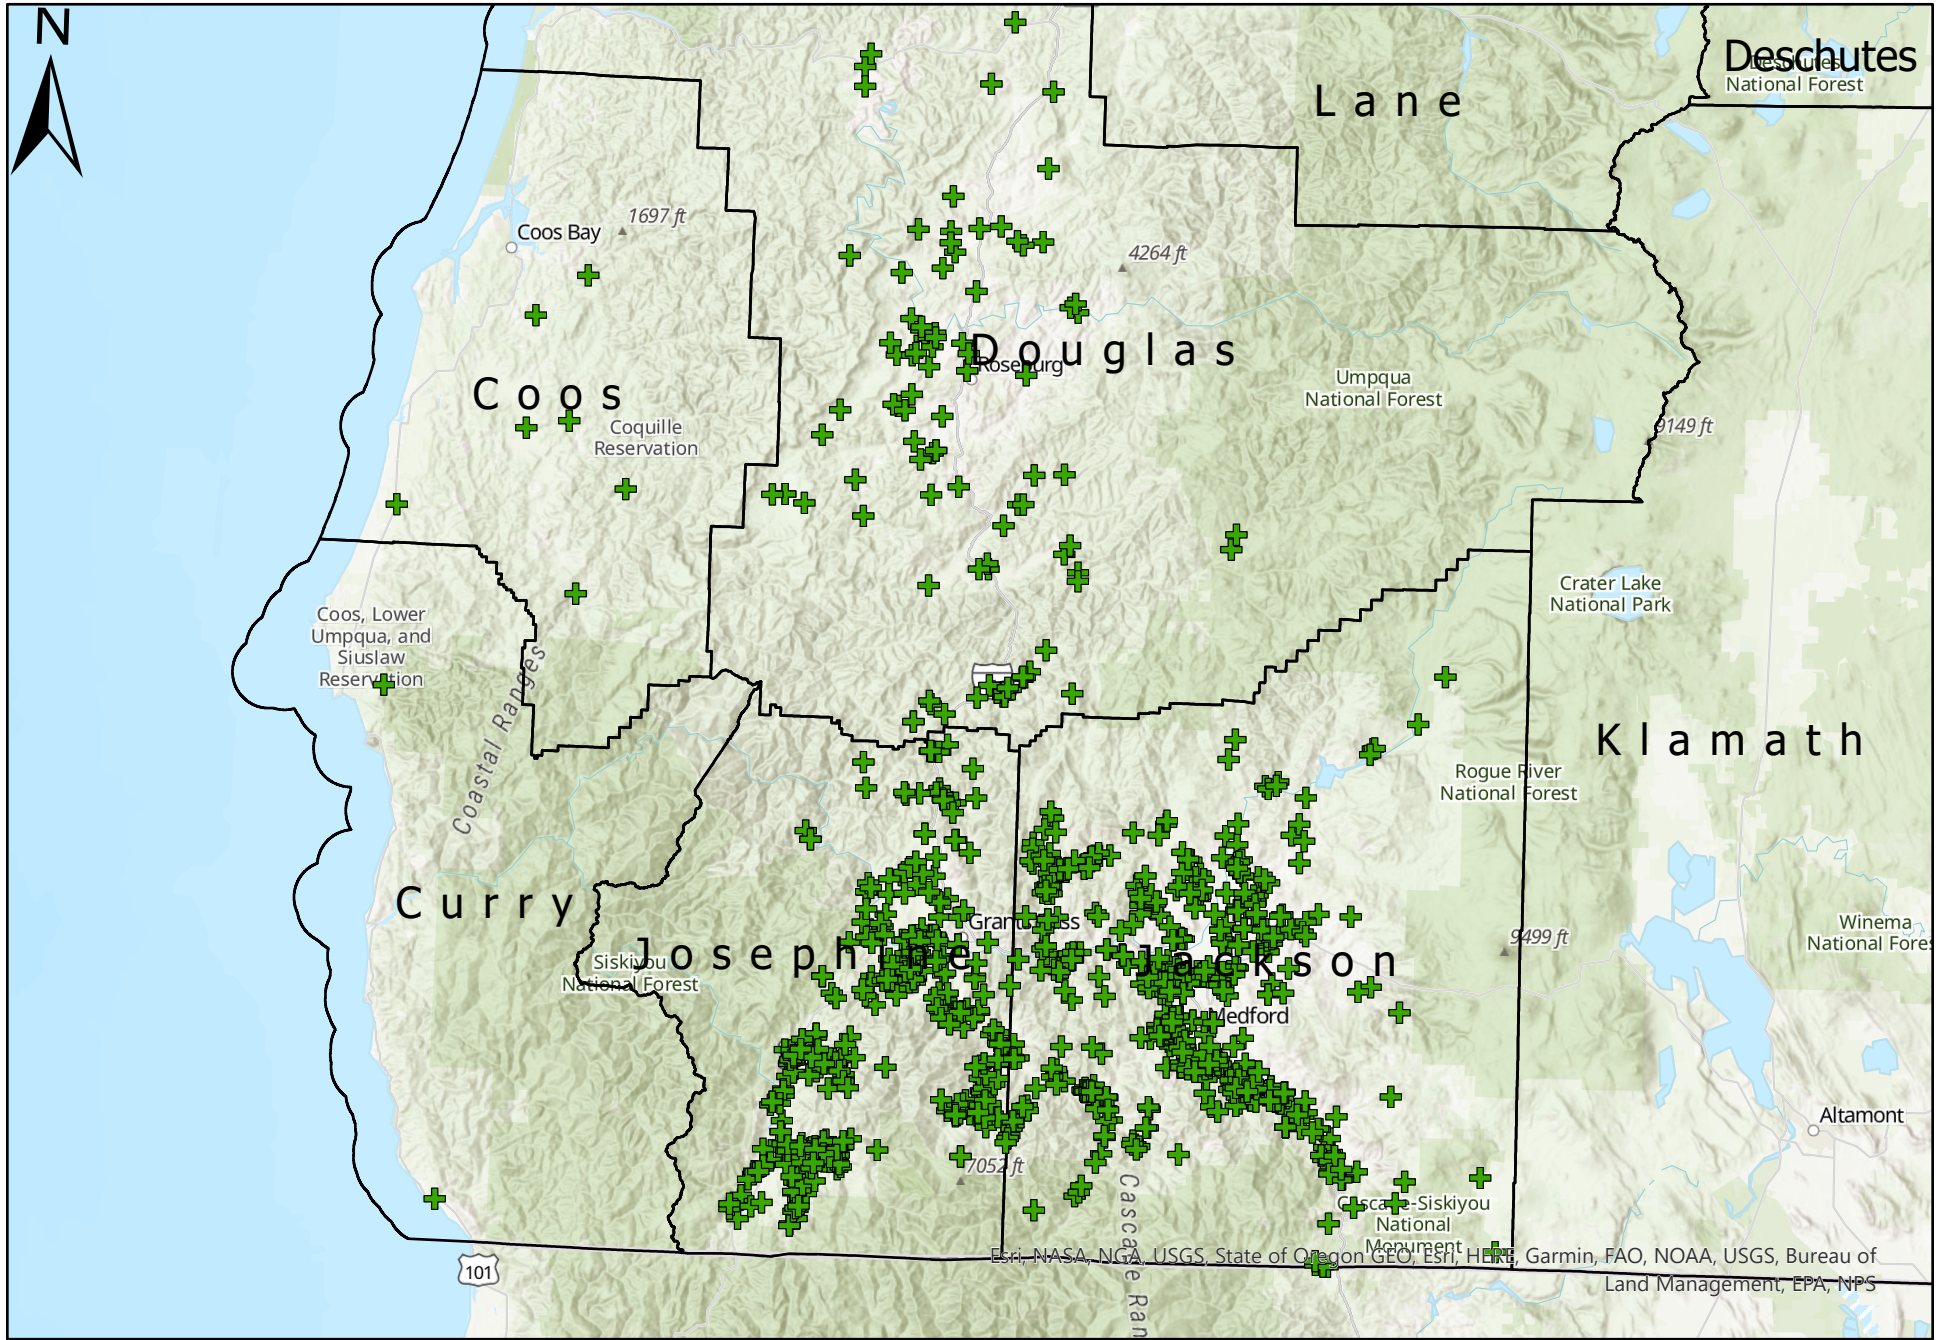 N
Deschutes
Deschutes
National Forest
Lane
1697 ft
Coos Bay
4264 ft
Douglas
Roseburg
Umpqua
National Forest
Coos
Coquille
Reservation
9149 ft
Crater Lake
National Park
Coos, Lower
Umpqua, and
Siuslaw
Reservation
Coastal Ranges
Klamath
Rogue River
National Forest
Curry
Grants Pass
Winema
National Fores
9499 ft
Josephine
Jackson
Siskiyou
National Forest
Medford
Altamont
7052 ft
Cascade Ran
Cascade-Siskiyou
National
Monument
101
Esri, NASA, NGA, USGS, State of Oregon GEO, Esri, HERE, Garmin, FAO, NOAA, USGS, Bureau of
Land Management, EPA, NPS